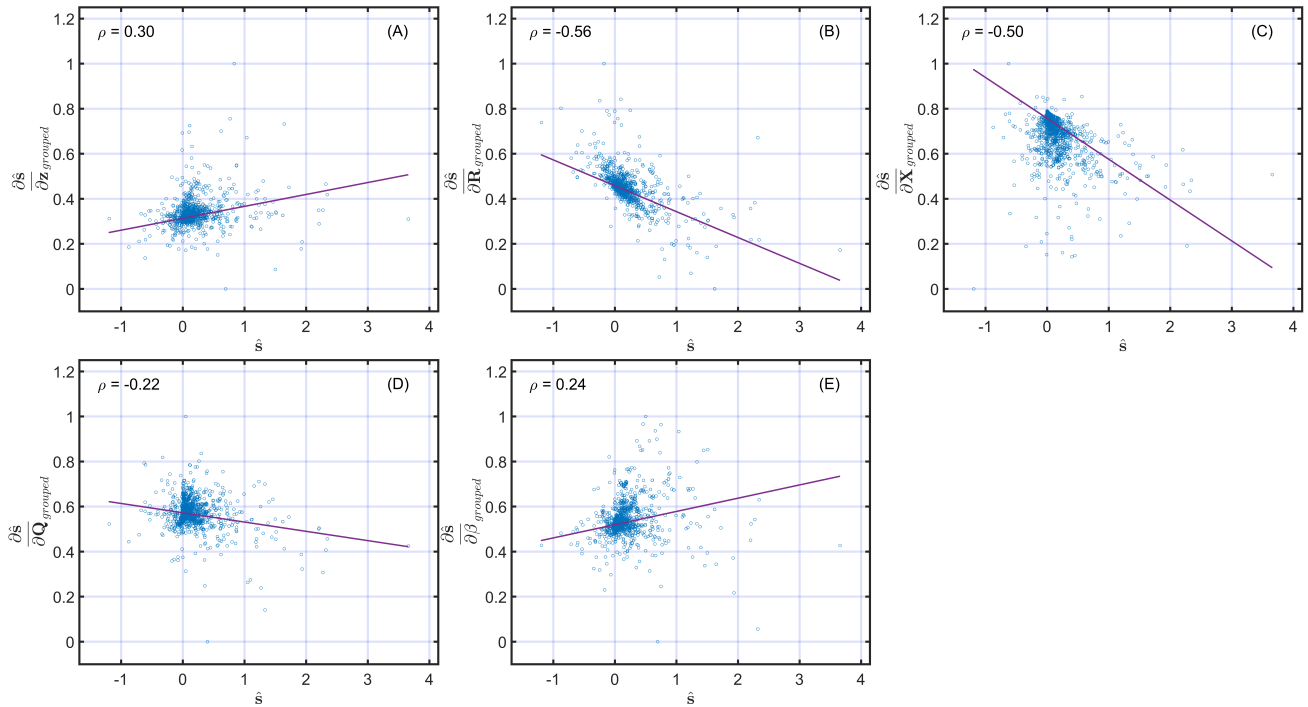 ρ = 0.30 (A)
1.2
1
0.8
0.6
0.4
0.2
0
-1 0 1 2 3 4
ŝ
∂ŝ
∂z grouped
ρ = -0.56 (B)
1.2
1
0.8
0.6
0.4
0.2
0
-1 0 1 2 3 4
ŝ
∂ŝ
∂R grouped
ρ = -0.50 (C)
1.2
1
0.8
0.6
0.4
0.2
0
-1 0 1 2 3 4
ŝ
∂ŝ
∂X grouped
ρ = -0.22 (D)
1.2
1
0.8
0.6
0.4
0.2
0
-1 0 1 2 3 4
ŝ
∂ŝ
∂Q grouped
ρ = 0.24 (E)
1.2
1
0.8
0.6
0.4
0.2
0
-1 0 1 2 3 4
ŝ
∂ŝ
∂β grouped